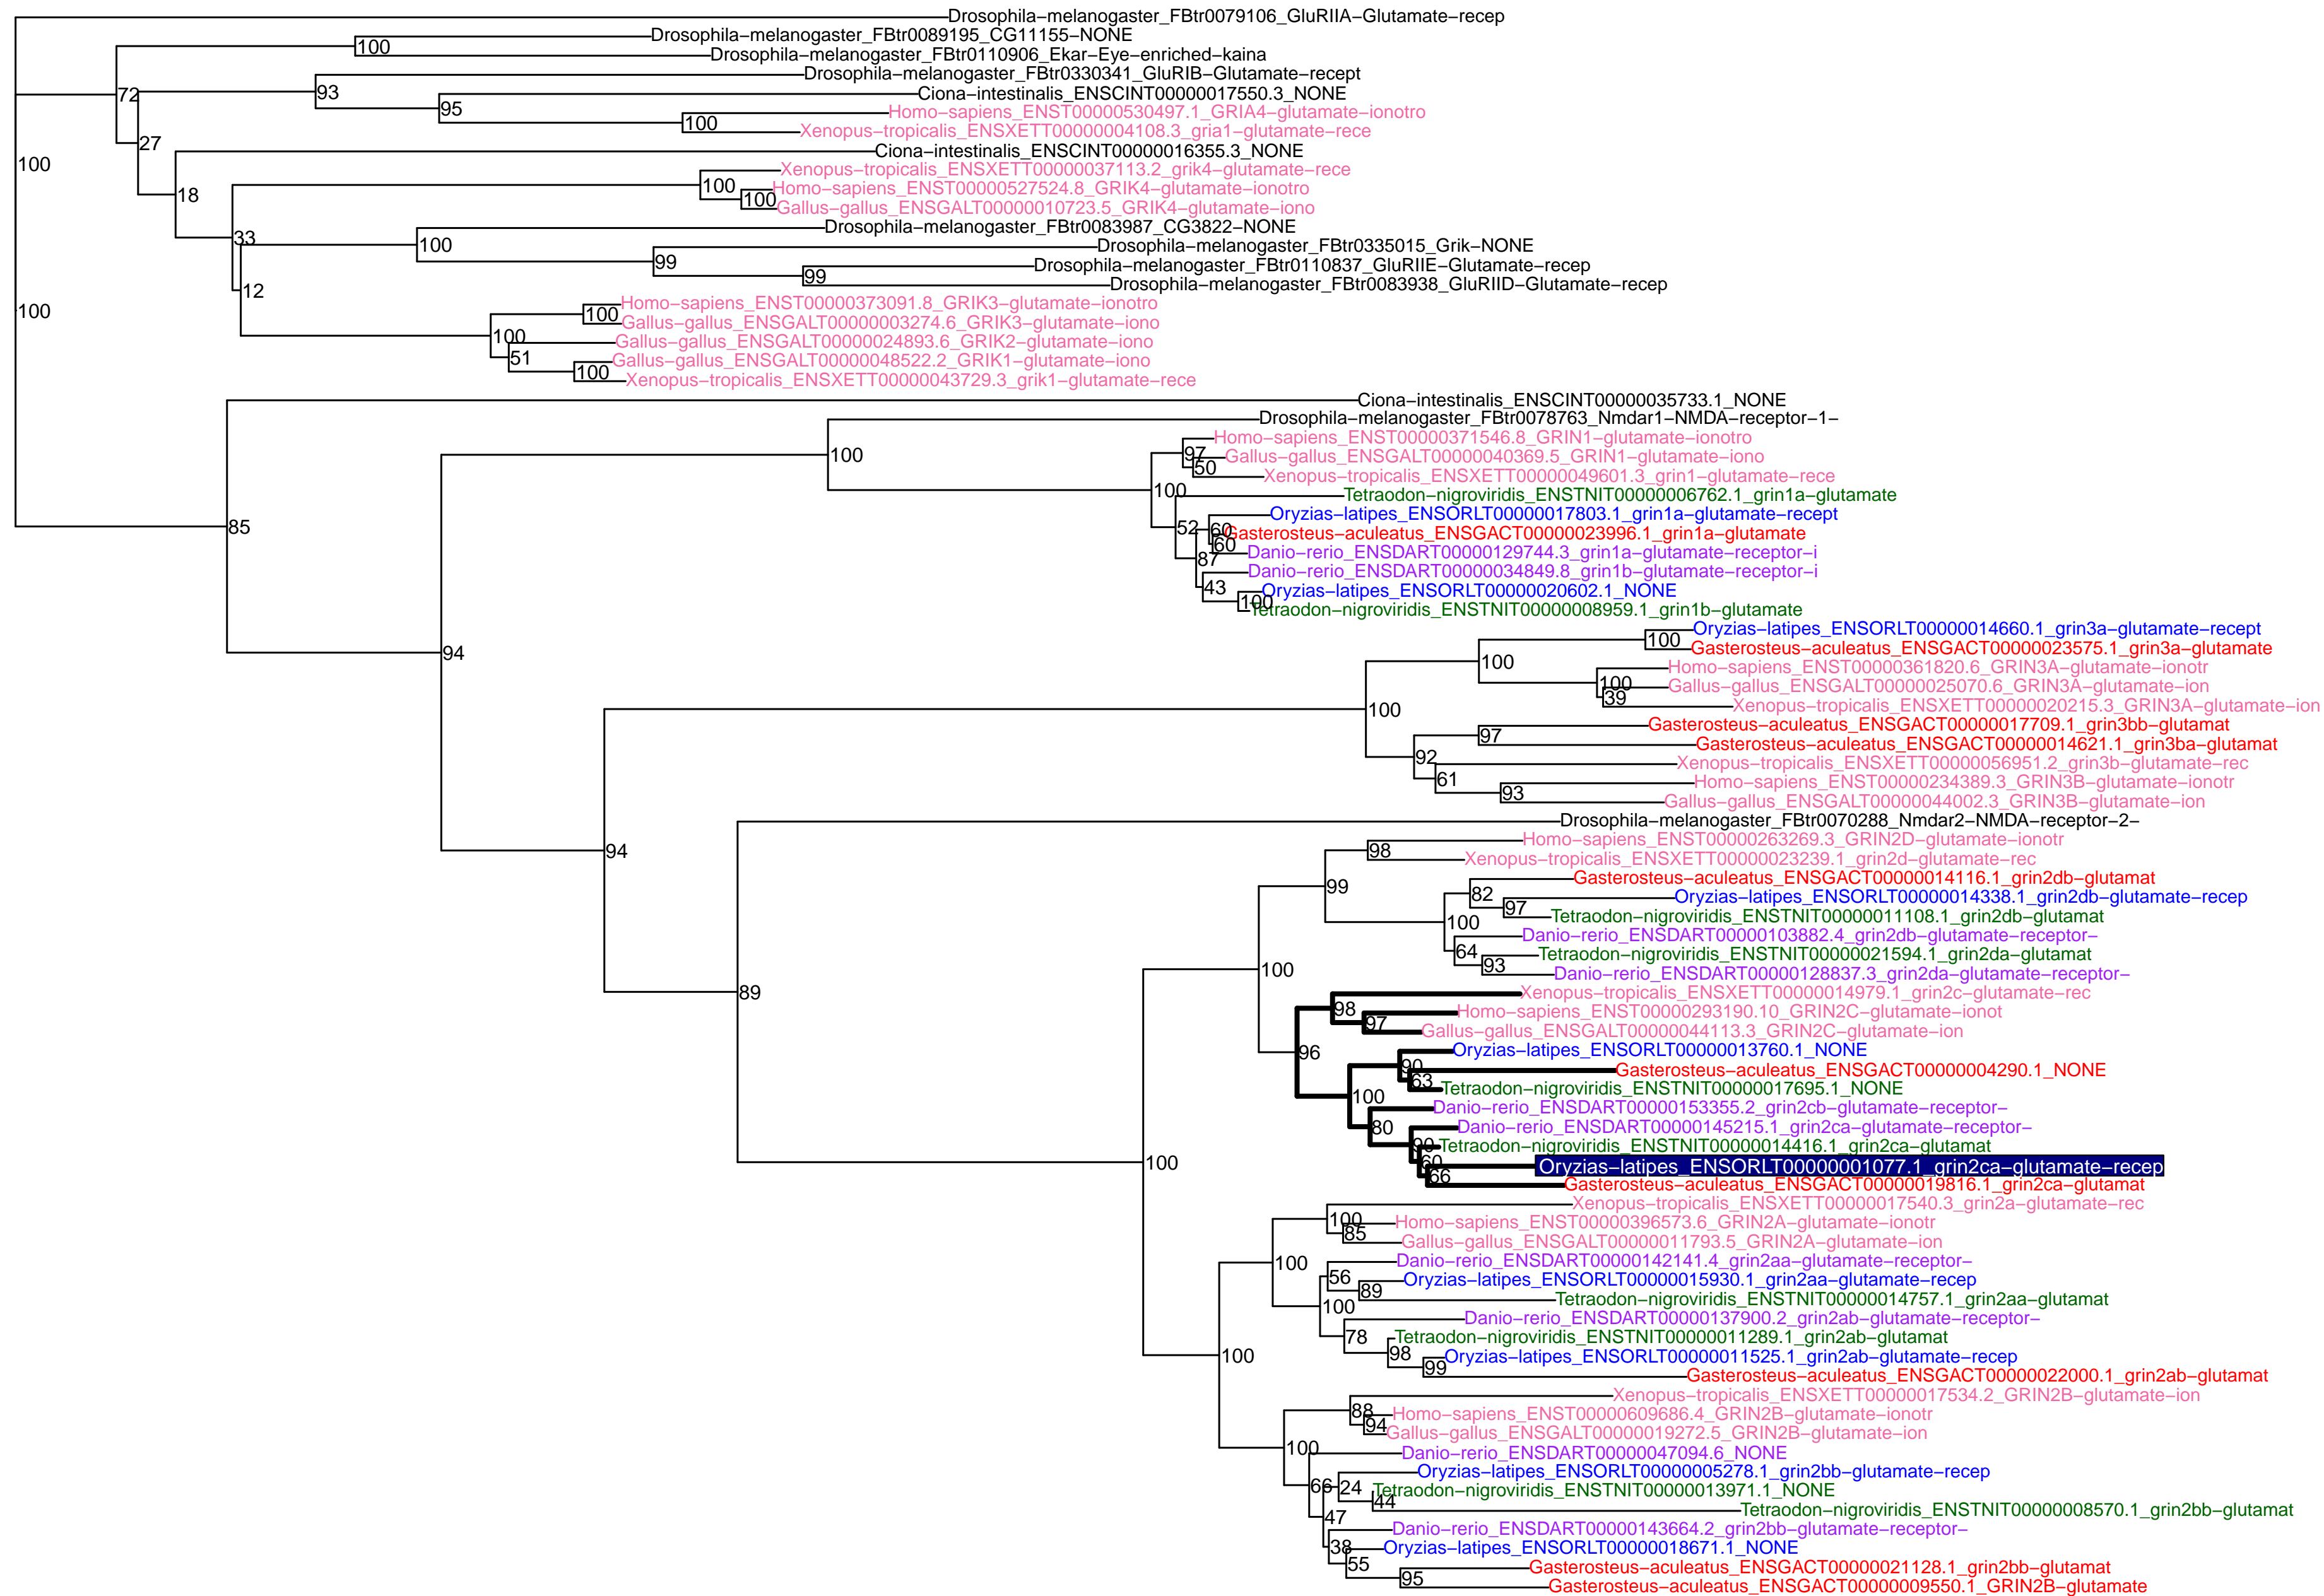 Drosophila−melanogaster_FBtr0079106_GluRIIA−Glutamate−recep
Drosophila−melanogaster_FBtr0089195_CG11155−NONE
100
Drosophila−melanogaster_FBtr0110906_Ekar−Eye−enriched−kaina
Drosophila−melanogaster_FBtr0330341_GluRIB−Glutamate−recept
72
93
Ciona−intestinalis_ENSCINT00000017550.3_NONE
95
Homo−sapiens_ENST00000530497.1_GRIA4−glutamate−ionotro
100
Xenopus−tropicalis_ENSXETT00000004108.3_gria1−glutamate−rece
27
Ciona−intestinalis_ENSCINT00000016355.3_NONE
100
Xenopus−tropicalis_ENSXETT00000037113.2_grik4−glutamate−rece
100
Homo−sapiens_ENST00000527524.8_GRIK4−glutamate−ionotro
18
100
Gallus−gallus_ENSGALT00000010723.5_GRIK4−glutamate−iono
Drosophila−melanogaster_FBtr0083987_CG3822−NONE
33
100
Drosophila−melanogaster_FBtr0335015_Grik−NONE
99
Drosophila−melanogaster_FBtr0110837_GluRIIE−Glutamate−recep
99
Drosophila−melanogaster_FBtr0083938_GluRIID−Glutamate−recep
12
Homo−sapiens_ENST00000373091.8_GRIK3−glutamate−ionotro
100
100
Gallus−gallus_ENSGALT00000003274.6_GRIK3−glutamate−iono
100
Gallus−gallus_ENSGALT00000024893.6_GRIK2−glutamate−iono
51
Gallus−gallus_ENSGALT00000048522.2_GRIK1−glutamate−iono
100
Xenopus−tropicalis_ENSXETT00000043729.3_grik1−glutamate−rece
Ciona−intestinalis_ENSCINT00000035733.1_NONE
Drosophila−melanogaster_FBtr0078763_Nmdar1−NMDA−receptor−1−
Homo−sapiens_ENST00000371546.8_GRIN1−glutamate−ionotro
100
97
Gallus−gallus_ENSGALT00000040369.5_GRIN1−glutamate−iono
50
Xenopus−tropicalis_ENSXETT00000049601.3_grin1−glutamate−rece
100
Tetraodon−nigroviridis_ENSTNIT00000006762.1_grin1a−glutamate
Oryzias−latipes_ENSORLT00000017803.1_grin1a−glutamate−recept
85
52
60
Gasterosteus−aculeatus_ENSGACT00000023996.1_grin1a−glutamate
60
Danio−rerio_ENSDART00000129744.3_grin1a−glutamate−receptor−i
87
Danio−rerio_ENSDART00000034849.8_grin1b−glutamate−receptor−i
43
Oryzias−latipes_ENSORLT00000020602.1_NONE
100
Tetraodon−nigroviridis_ENSTNIT00000008959.1_grin1b−glutamate
Oryzias−latipes_ENSORLT00000014660.1_grin3a−glutamate−recept
100
Gasterosteus−aculeatus_ENSGACT00000023575.1_grin3a−glutamate
94
100
Homo−sapiens_ENST00000361820.6_GRIN3A−glutamate−ionotr
100
Gallus−gallus_ENSGALT00000025070.6_GRIN3A−glutamate−ion
39
Xenopus−tropicalis_ENSXETT00000020215.3_GRIN3A−glutamate−ion
100
Gasterosteus−aculeatus_ENSGACT00000017709.1_grin3bb−glutamat
97
Gasterosteus−aculeatus_ENSGACT00000014621.1_grin3ba−glutamat
92
Xenopus−tropicalis_ENSXETT00000056951.2_grin3b−glutamate−rec
61
Homo−sapiens_ENST00000234389.3_GRIN3B−glutamate−ionotr
93
Gallus−gallus_ENSGALT00000044002.3_GRIN3B−glutamate−ion
Drosophila−melanogaster_FBtr0070288_Nmdar2−NMDA−receptor−2−
Homo−sapiens_ENST00000263269.3_GRIN2D−glutamate−ionotr
94
98
Xenopus−tropicalis_ENSXETT00000023239.1_grin2d−glutamate−rec
99
Gasterosteus−aculeatus_ENSGACT00000014116.1_grin2db−glutamat
82
Oryzias−latipes_ENSORLT00000014338.1_grin2db−glutamate−recep
97
Tetraodon−nigroviridis_ENSTNIT00000011108.1_grin2db−glutamat
100
Danio−rerio_ENSDART00000103882.4_grin2db−glutamate−receptor−
64
Tetraodon−nigroviridis_ENSTNIT00000021594.1_grin2da−glutamat
93
100
Danio−rerio_ENSDART00000128837.3_grin2da−glutamate−receptor−
89
Xenopus−tropicalis_ENSXETT00000014979.1_grin2c−glutamate−rec
98
Homo−sapiens_ENST00000293190.10_GRIN2C−glutamate−ionot
97
Gallus−gallus_ENSGALT00000044113.3_GRIN2C−glutamate−ion
96
Oryzias−latipes_ENSORLT00000013760.1_NONE
90
Gasterosteus−aculeatus_ENSGACT00000004290.1_NONE
63
Tetraodon−nigroviridis_ENSTNIT00000017695.1_NONE
100
Danio−rerio_ENSDART00000153355.2_grin2cb−glutamate−receptor−
80
Danio−rerio_ENSDART00000145215.1_grin2ca−glutamate−receptor−
90
Tetraodon−nigroviridis_ENSTNIT00000014416.1_grin2ca−glutamat
100
60
Oryzias−latipes_ENSORLT00000001077.1_grin2ca−glutamate−recep
66
Gasterosteus−aculeatus_ENSGACT00000019816.1_grin2ca−glutamat
Xenopus−tropicalis_ENSXETT00000017540.3_grin2a−glutamate−rec
100
Homo−sapiens_ENST00000396573.6_GRIN2A−glutamate−ionotr
85
Gallus−gallus_ENSGALT00000011793.5_GRIN2A−glutamate−ion
100
Danio−rerio_ENSDART00000142141.4_grin2aa−glutamate−receptor−
56
Oryzias−latipes_ENSORLT00000015930.1_grin2aa−glutamate−recep
89
Tetraodon−nigroviridis_ENSTNIT00000014757.1_grin2aa−glutamat
100
Danio−rerio_ENSDART00000137900.2_grin2ab−glutamate−receptor−
78
Tetraodon−nigroviridis_ENSTNIT00000011289.1_grin2ab−glutamat
100
98
Oryzias−latipes_ENSORLT00000011525.1_grin2ab−glutamate−recep
99
Gasterosteus−aculeatus_ENSGACT00000022000.1_grin2ab−glutamat
Xenopus−tropicalis_ENSXETT00000017534.2_GRIN2B−glutamate−ion
88
Homo−sapiens_ENST00000609686.4_GRIN2B−glutamate−ionotr
94
Gallus−gallus_ENSGALT00000019272.5_GRIN2B−glutamate−ion
100
Danio−rerio_ENSDART00000047094.6_NONE
Oryzias−latipes_ENSORLT00000005278.1_grin2bb−glutamate−recep
66
24
Tetraodon−nigroviridis_ENSTNIT00000013971.1_NONE
44
Tetraodon−nigroviridis_ENSTNIT00000008570.1_grin2bb−glutamat
47
Danio−rerio_ENSDART00000143664.2_grin2bb−glutamate−receptor−
38
Oryzias−latipes_ENSORLT00000018671.1_NONE
55
Gasterosteus−aculeatus_ENSGACT00000021128.1_grin2bb−glutamat
95
Gasterosteus−aculeatus_ENSGACT00000009550.1_GRIN2B−glutamate